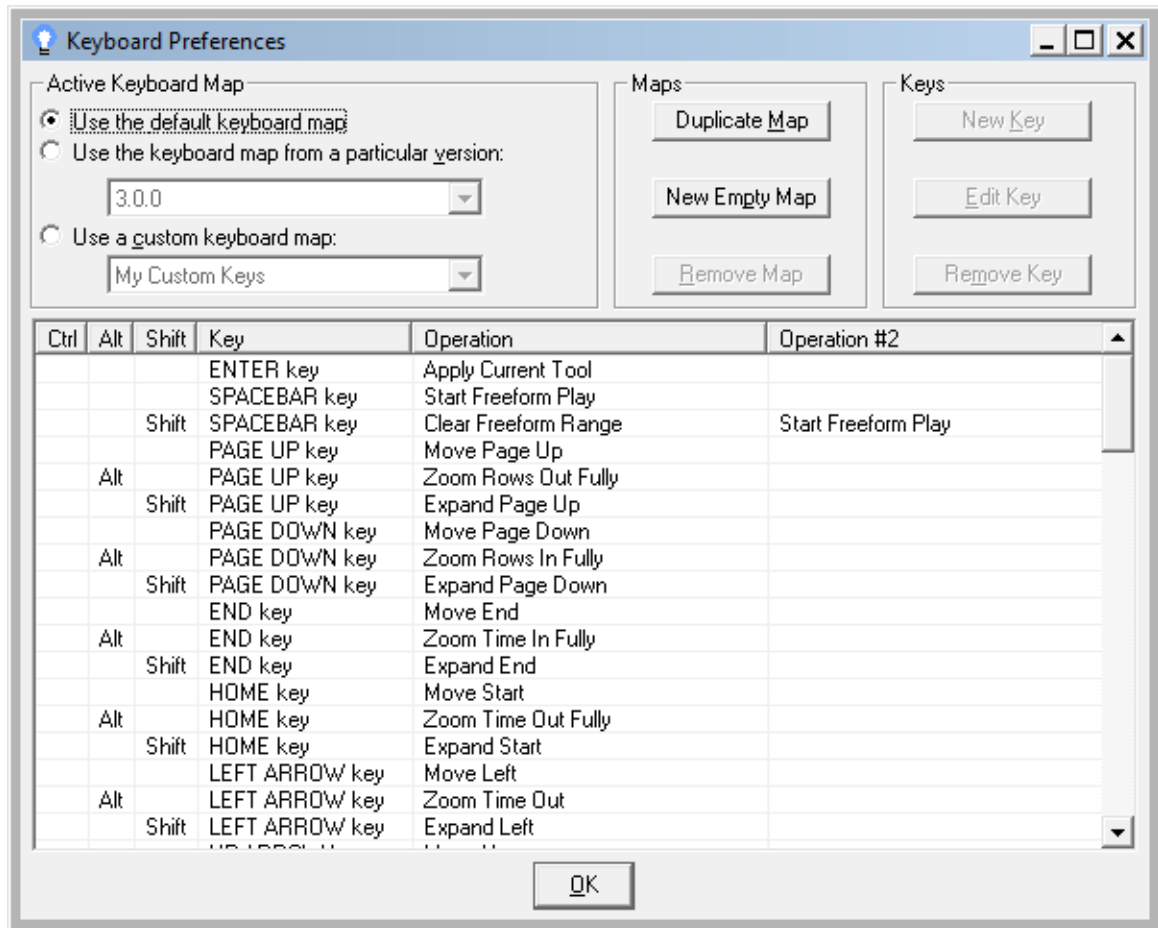 Keyboard Preferences
Active Keyboard Map
Use the default keyboard map
Use the keyboard map from a particular version:
3.0.0
Use a custom keyboard map:
My Custom Keys
Maps
Duplicate Map
New Empty Map
Remove Map
Keys
New Key
Edit Key
Remove Key
Ctrl Alt Shift Key Operation Operation #2
ENTER key Apply Current Tool
SPACEBAR key Start Freeform Play
Shift SPACEBAR key Clear Freeform Range Start Freeform Play
PAGE UP key Move Page Up
Alt PAGE UP key Zoom Rows Out Fully
Shift PAGE UP key Expand Page Up
PAGE DOWN key Move Page Down
Alt PAGE DOWN key Zoom Rows In Fully
Shift PAGE DOWN key Expand Page Down
END key Move End
Alt END key Zoom Time In Fully
Shift END key Expand End
HOME key Move Start
Alt HOME key Zoom Time Out Fully
Shift HOME key Expand Start
LEFT ARROW key Move Left
Alt LEFT ARROW key Zoom Time Out
Shift LEFT ARROW key Expand Left
OK